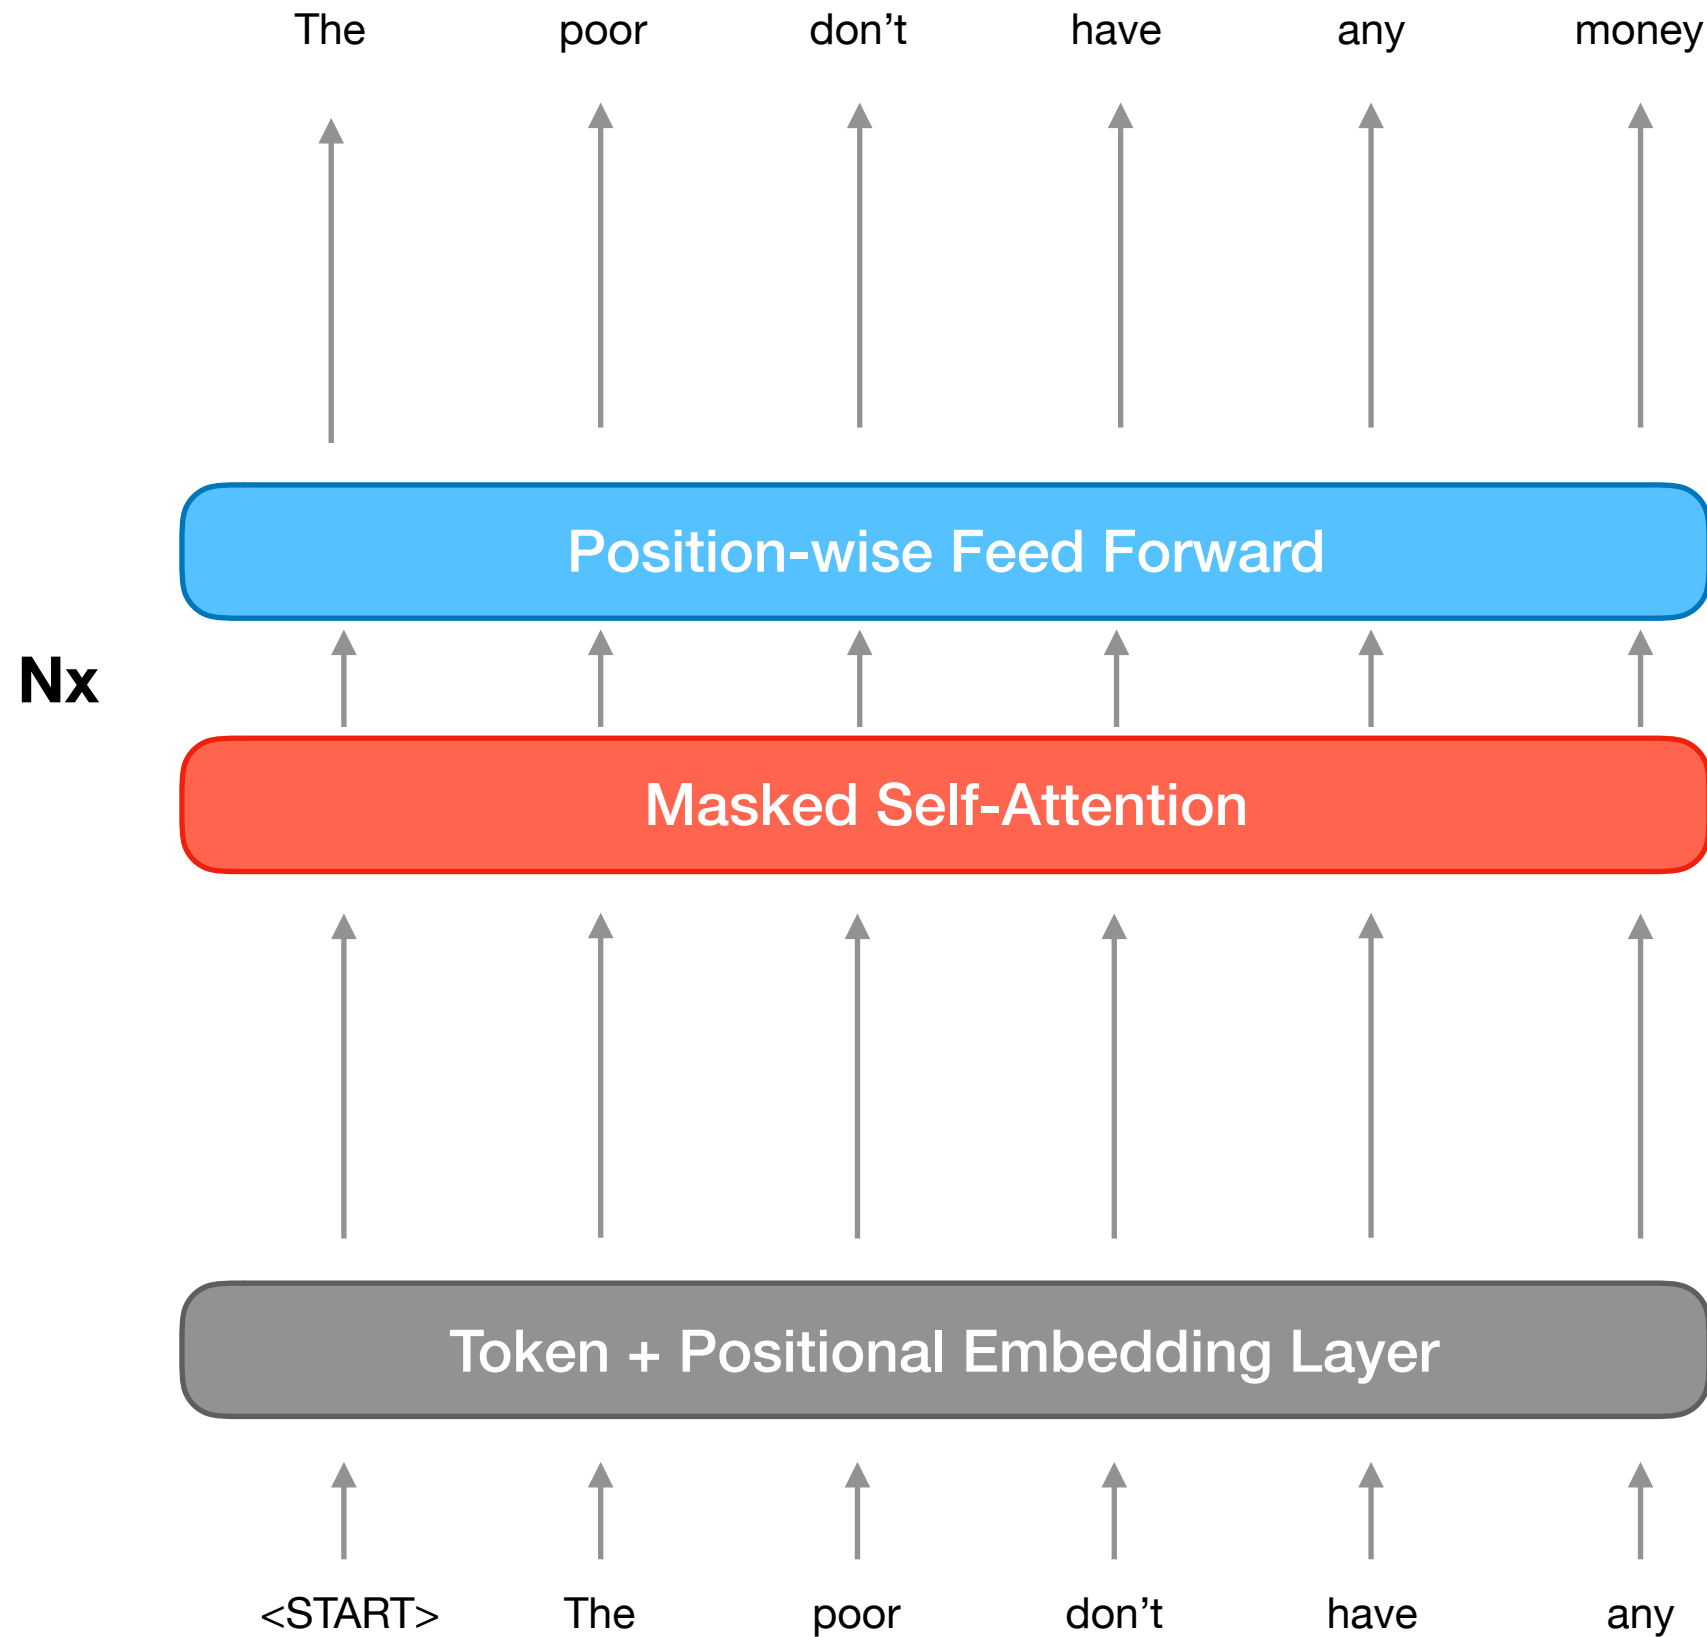 The poor don’t have any money
Position-wise Feed Forward
Nx
Masked Self-Attention
Token + Positional Embedding Layer
<START> The poor don’t have any